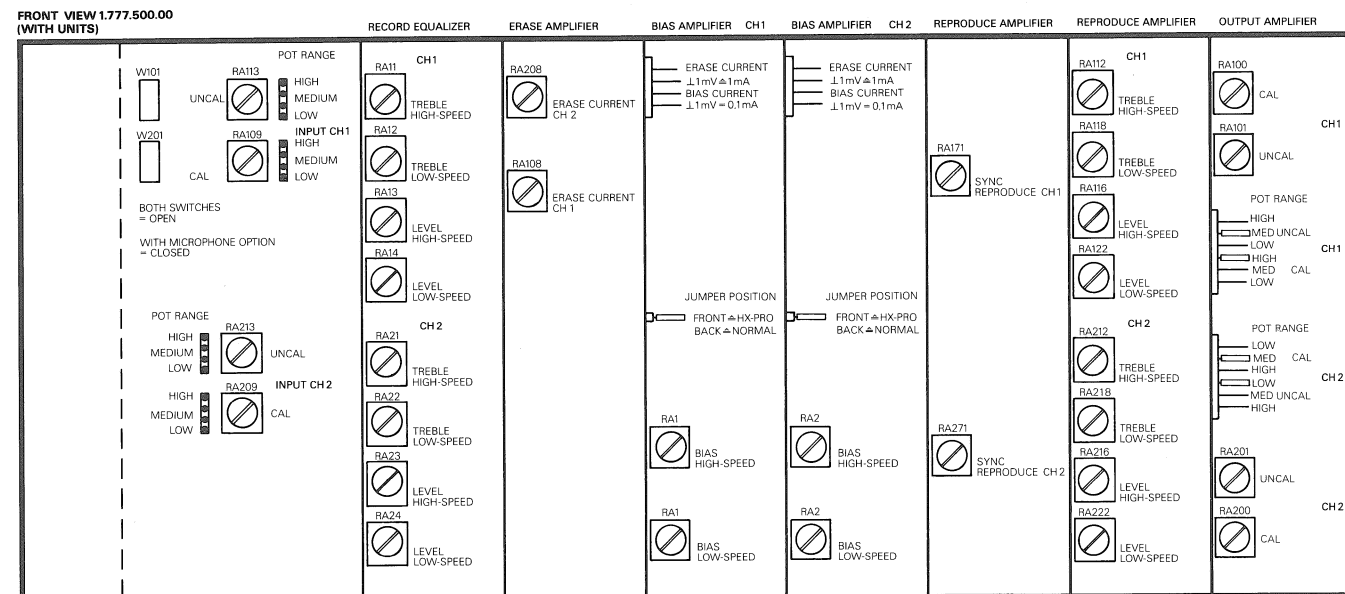 FRONT VIEW 1.777.500.00
(WITH UNITS)
POT RANGE
W101
RA113
UNCAL
HIGH
MEDIUM
LOW
W201
RA109
INPUT CH1
HIGH
MEDIUM
LOW
CAL
BOTH SWITCHES
= OPEN
WITH MICROPHONE OPTION
= CLOSED
POT RANGE
HIGH
MEDIUM
LOW
RA213
UNCAL
RA209
INPUT CH 2
HIGH
MEDIUM
LOW
CAL
RECORD EQUALIZER
CH1
RA11
TREBLE
HIGH-SPEED
RA12
TREBLE
LOW-SPEED
RA13
LEVEL
HIGH-SPEED
RA14
LEVEL
LOW-SPEED
CH 2
RA21
TREBLE
HIGH-SPEED
RA22
TREBLE
LOW-SPEED
RA23
LEVEL
HIGH-SPEED
RA24
LEVEL
LOW-SPEED
ERASE AMPLIFIER
RA208
ERASE CURRENT
CH 2
RA108
ERASE CURRENT
CH 1
BIAS AMPLIFIER CH1
ERASE CURRENT
⊥1mV≙1mA
BIAS CURRENT
⊥1mV = 0,1mA
JUMPER POSITION
FRONT≙HX-PRO
BACK≙NORMAL
RA1
BIAS
HIGH-SPEED
RA1
BIAS
LOW-SPEED
BIAS AMPLIFIER CH 2
ERASE CURRENT
⊥1mV≙1mA
BIAS CURRENT
⊥1mV = 0,1mA
JUMPER POSITION
FRONT≙HX-PRO
BACK≙NORMAL
RA2
BIAS
HIGH-SPEED
RA2
BIAS
LOW-SPEED
REPRODUCE AMPLIFIER
RA171
SYNC
REPRODUCE CH1
RA271
SYNC
REPRODUCE CH2
REPRODUCE AMPLIFIER
CH1
RA112
TREBLE
HIGH-SPEED
RA118
TREBLE
LOW-SPEED
RA116
LEVEL
HIGH-SPEED
RA122
LEVEL
LOW-SPEED
CH 2
RA212
TREBLE
HIGH-SPEED
RA218
TREBLE
LOW-SPEED
RA216
LEVEL
HIGH-SPEED
RA222
LEVEL
LOW-SPEED
OUTPUT AMPLIFIER
RA100
CAL
CH1
RA101
UNCAL
POT RANGE
HIGH
MED UNCAL
LOW
CH1
HIGH
MED CAL
LOW
POT RANGE
LOW
MED CAL
HIGH
CH 2
LOW
MED UNCAL
HIGH
RA201
UNCAL
CH 2
RA200
CAL